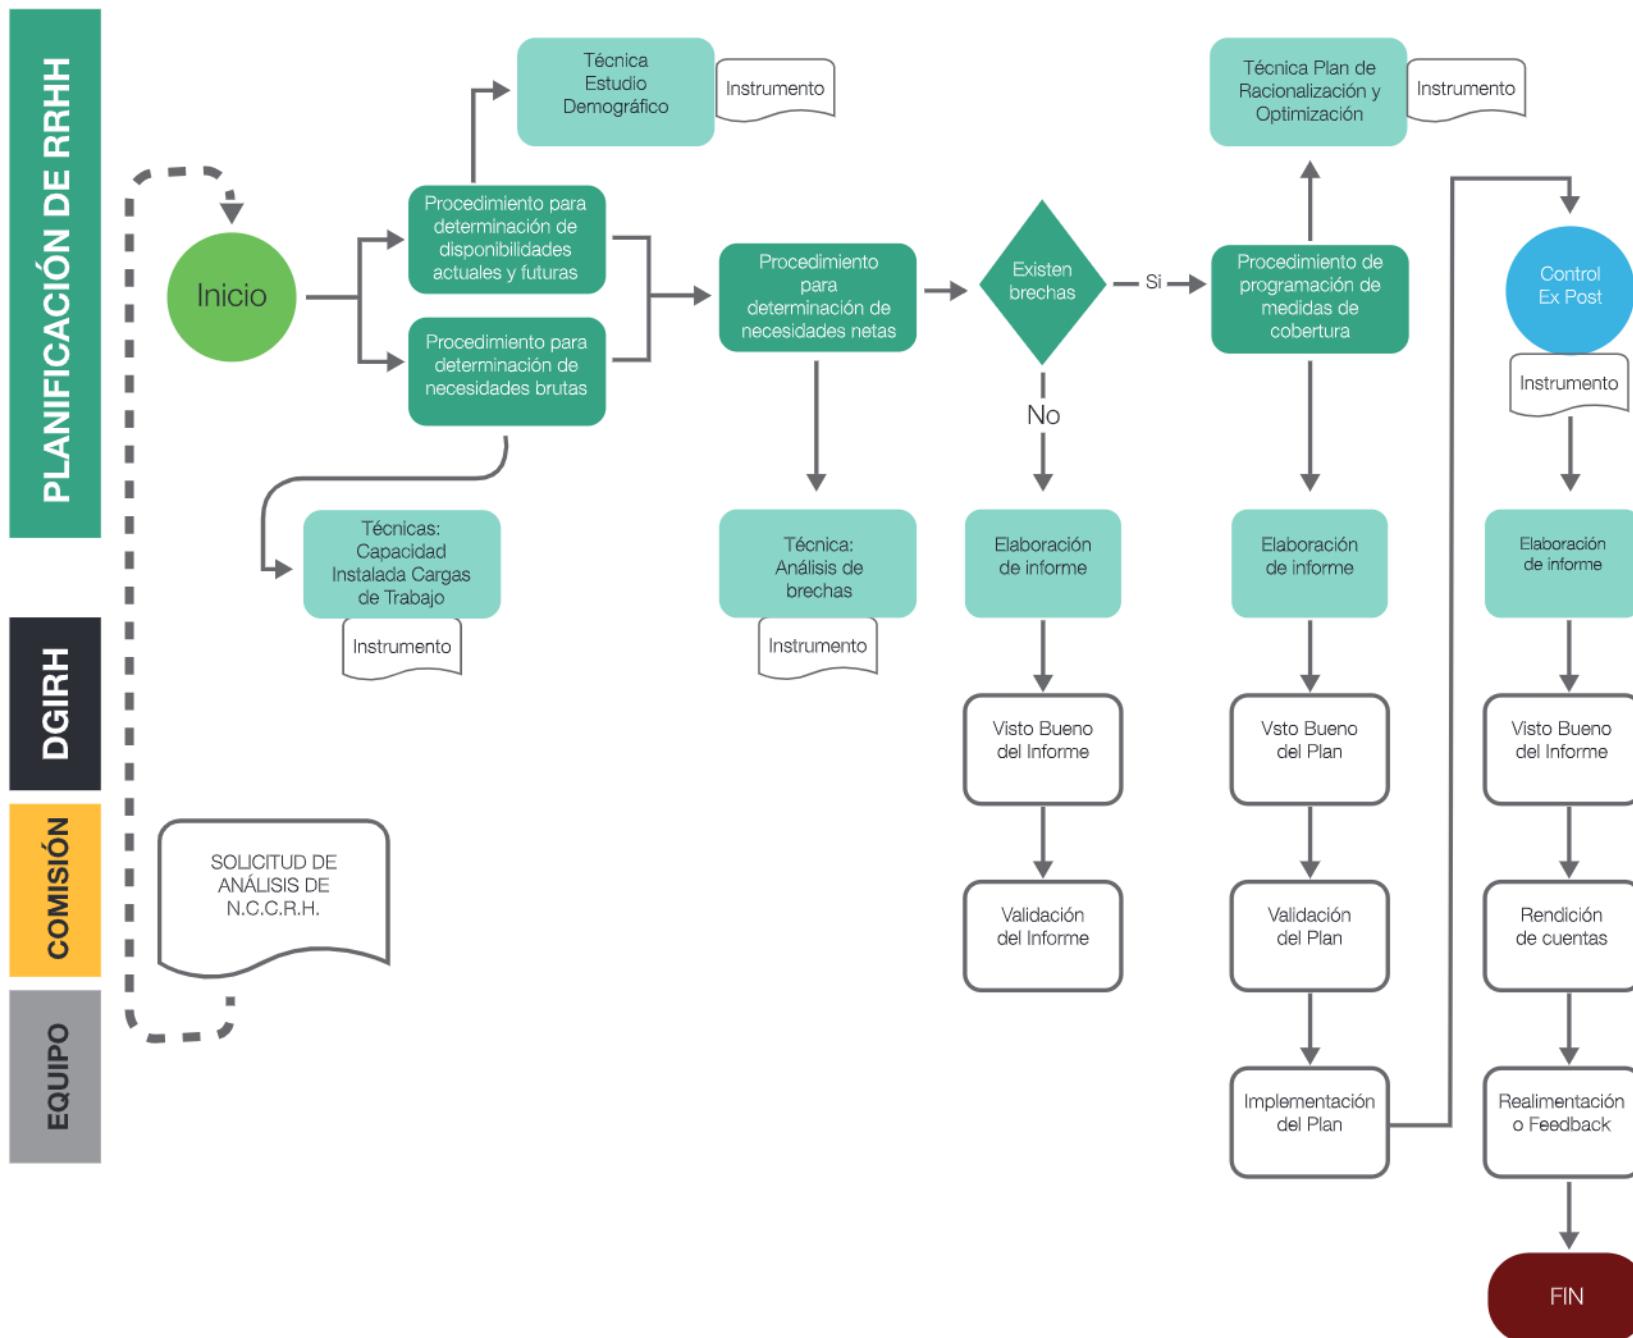 PLANIFICACIÓN DE RRHH
DGIRH
COMISIÓN
EQUIPO
Técnica
Estudio
Demográfico
Instrumento
Técnica Plan de
Racionalización y
Optimización
Instrumento
Inicio
Procedimiento para
determinación de
disponibilidades
actuales y futuras
Procedimiento para
determinación de
necesidades brutas
Procedimiento
para
determinación de
necesidades netas
Existen
brechas
Si
No
Procedimiento de
programación de
medidas de
cobertura
Control
Ex Post
Instrumento
Técnicas:
Capacidad
Instalada Cargas
de Trabajo
Instrumento
Técnica:
Análisis de
brechas
Instrumento
Elaboración
de informe
Elaboración
de informe
Elaboración
de informe
Visto Bueno
del Informe
Vsto Bueno
del Plan
Visto Bueno
del Informe
SOLICITUD DE
ANÁLISIS DE
N.C.C.R.H.
Validación
del Informe
Validación
del Plan
Rendición
de cuentas
Implementación
del Plan
Realimentación
o Feedback
FIN